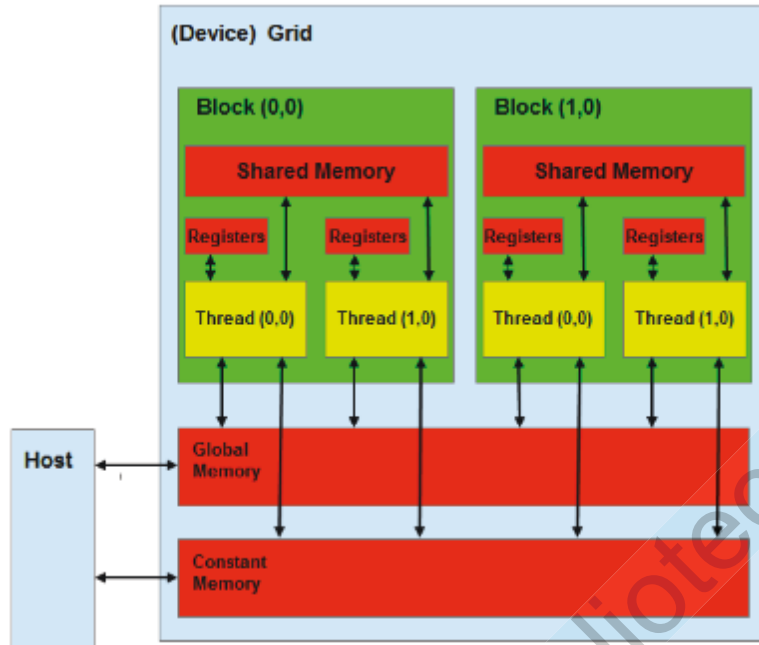 (Device) Grid
Block (0,0)
Block (1,0)
Shared Memory
Shared Memory
Registers
Registers
Registers
Registers
Thread (0,0)
Thread (1,0)
Thread (0,0)
Thread (1,0)
Host
Global
Memory
Constant
Memory